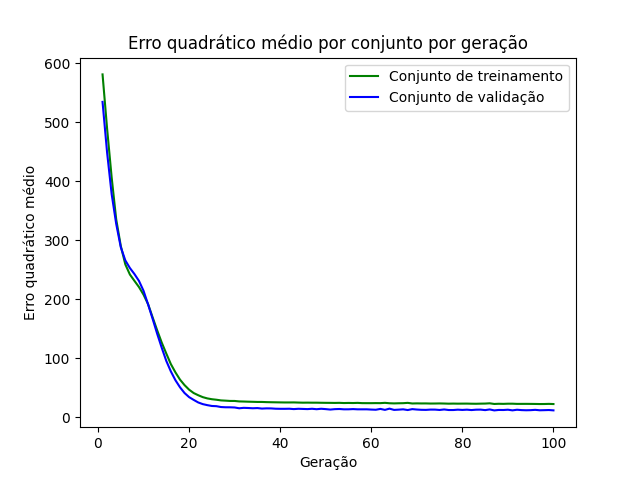 Erro quadrático médio por conjunto por geração
Conjunto de treinamento
Conjunto de validação
Erro quadrático médio
600
500
400
300
200
100
0
0 20 40 60 80 100
Geração